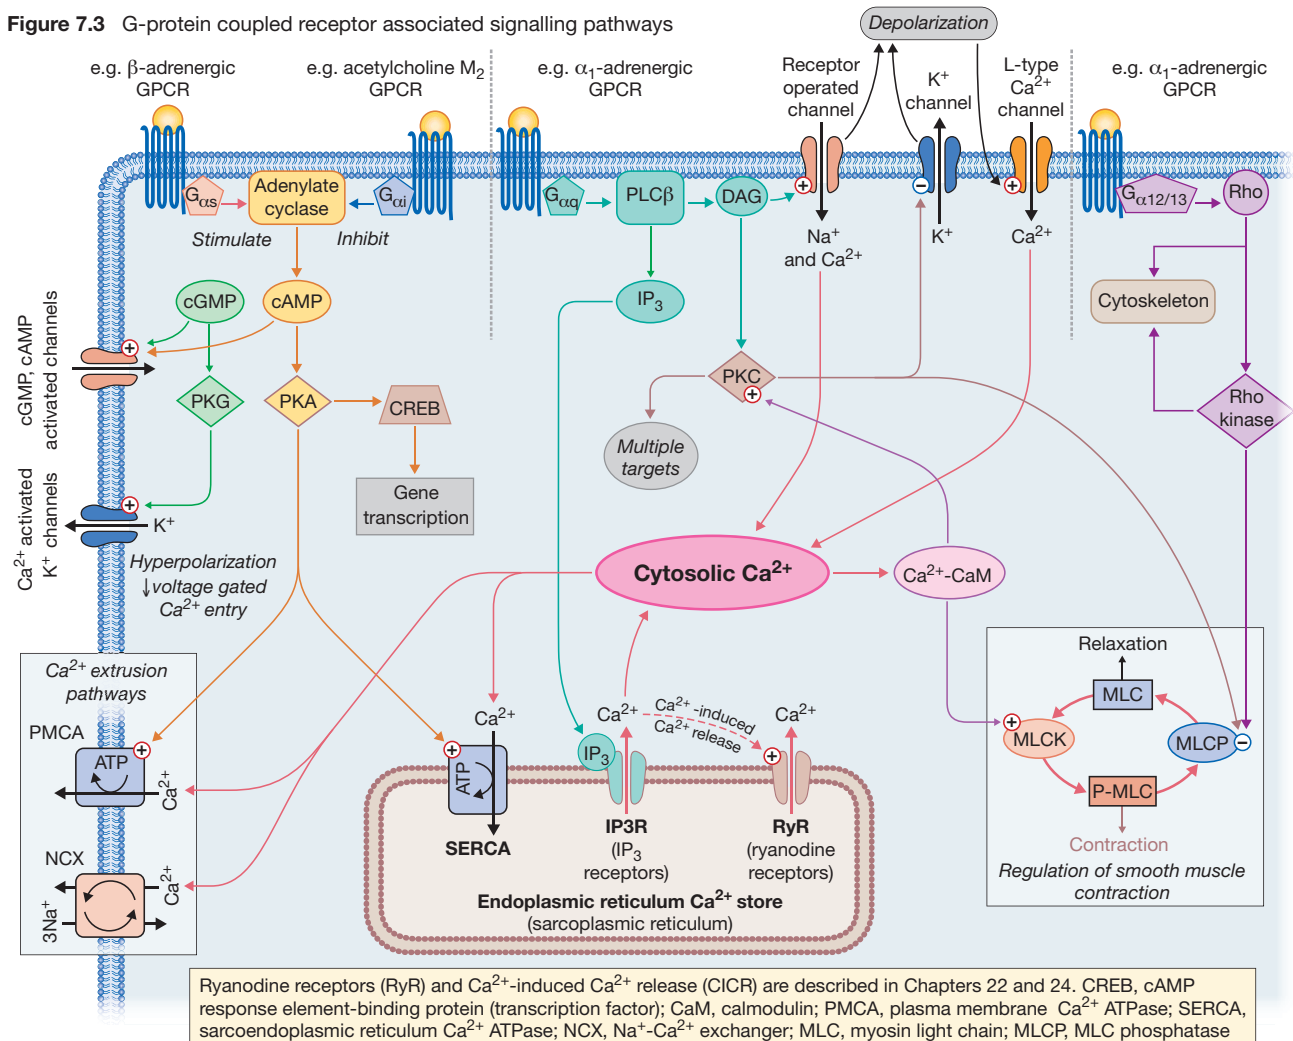 Figure 7.3 G-protein coupled receptor associated signalling pathways
Depolarization
e.g. β-adrenergic
GPCR
e.g. acetylcholine M2
GPCR
e.g. α1-adrenergic
GPCR
Receptor
operated
channel
K+
channel
L-type
Ca2+
channel
e.g. α1-adrenergic
GPCR
Gαs
Adenylate
cyclase
Gαi
Stimulate
Inhibit
Gαq
PLCβ
DAG
+
−
+
Gα12/13
Rho
Na+
and Ca2+
K+
Ca2+
cGMP
cAMP
IP3
Cytoskeleton
cGMP, cAMP
activated channels
+
PKG
PKA
CREB
PKC
+
Rho
kinase
Multiple
targets
Gene
transcription
Ca2+ activated
K+ channels
+
K+
Hyperpolarization
↓voltage gated
Ca2+ entry
Cytosolic Ca2+
Ca2+-CaM
Ca2+ extrusion
pathways
PMCA
+
ATP
Ca2+
NCX
Ca2+
3Na+
Ca2+
+
ATP
SERCA
Ca2+
Ca2+ -induced
Ca2+ release
Ca2+
IP3
+
IP3R
(IP3
receptors)
RyR
(ryanodine
receptors)
Endoplasmic reticulum Ca2+ store
(sarcoplasmic reticulum)
Relaxation
MLC
+
MLCK
MLCP
−
P-MLC
Contraction
Regulation of smooth muscle
contraction
Ryanodine receptors (RyR) and Ca2+-induced Ca2+ release (CICR) are described in Chapters 22 and 24. CREB, cAMP
response element-binding protein (transcription factor); CaM, calmodulin; PMCA, plasma membrane Ca2+ ATPase; SERCA,
sarcoendoplasmic reticulum Ca2+ ATPase; NCX, Na+-Ca2+ exchanger; MLC, myosin light chain; MLCP, MLC phosphatase